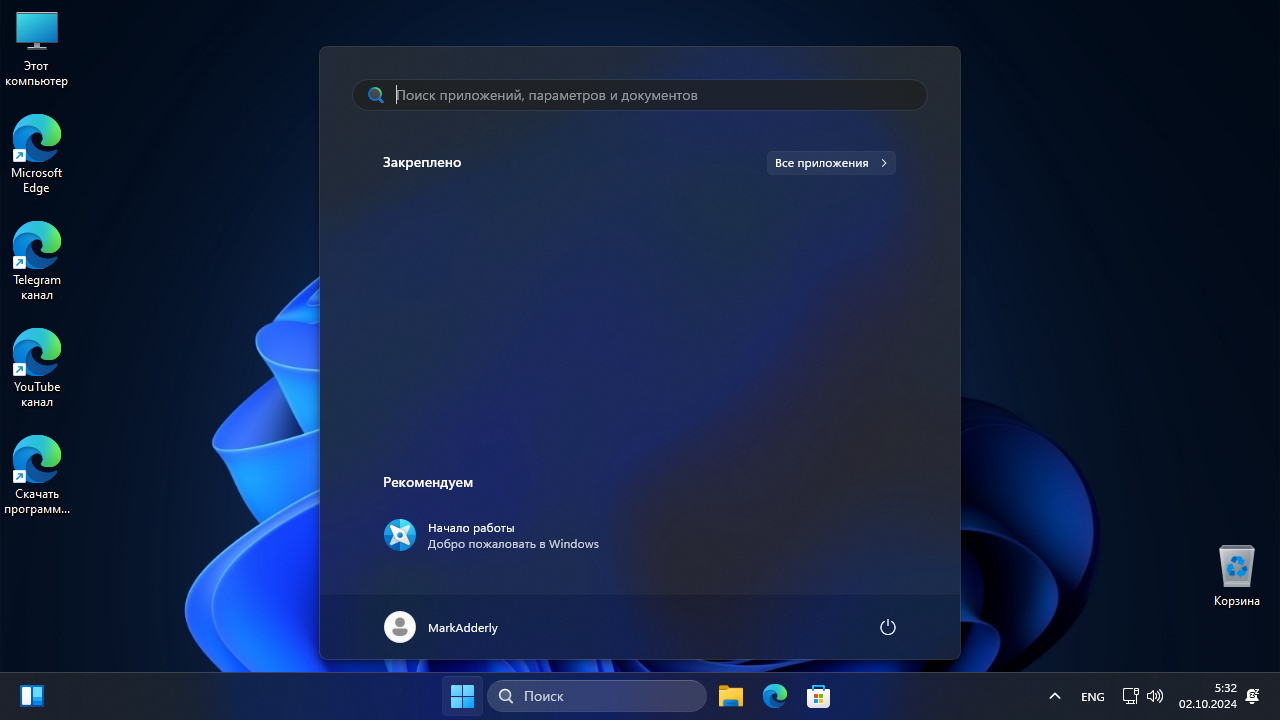 Этот
компьютер
Microsoft
Edge
Telegram
канал
YouTube
канал
Скачать
программ...
Поиск приложений, параметров и документов
Закреплено
Все приложения
Рекомендуем
Начало работы
Добро пожаловать в Windows
MarkAdderly
Корзина
Поиск
ENG
5:32
02.10.2024